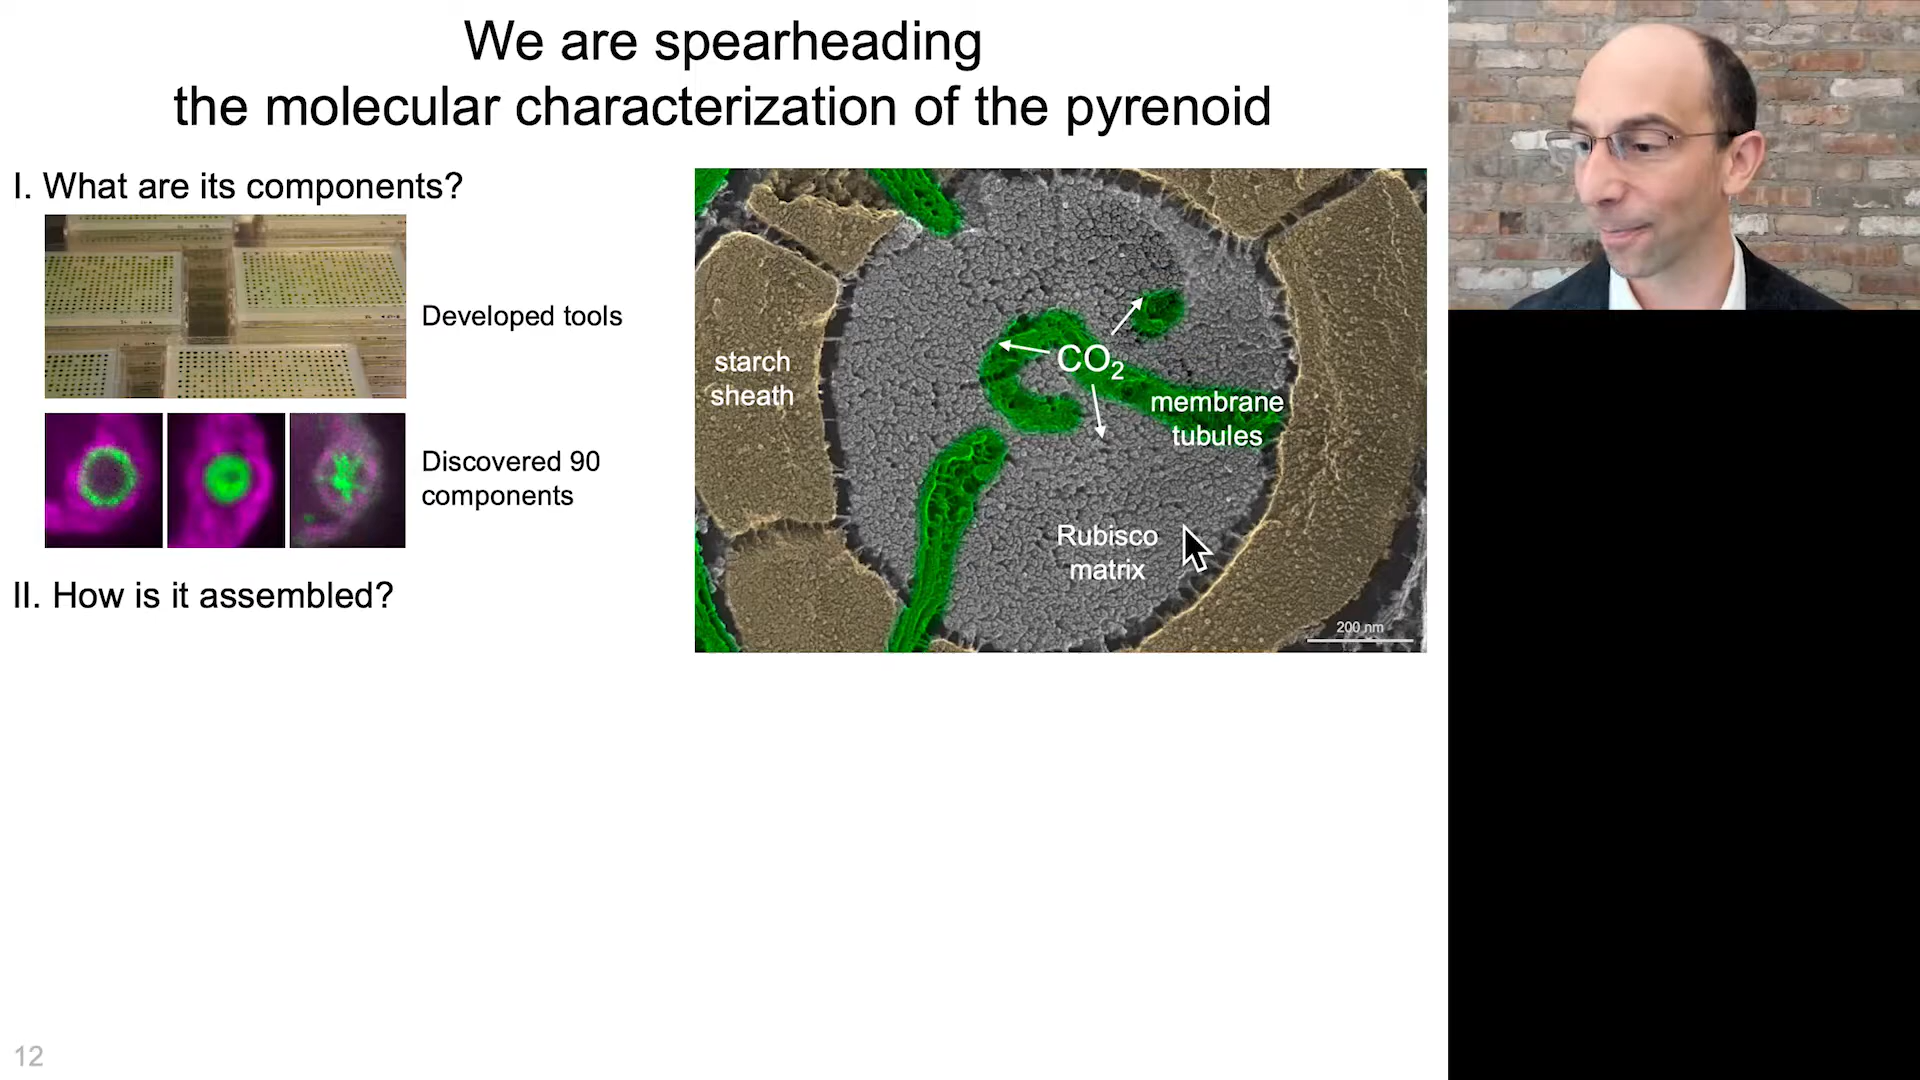 We are spearheading
the molecular characterization of the pyrenoid
I. What are its components?
Developed tools
Discovered 90
components
II. How is it assembled?
starch
sheath
CO₂
membrane
tubules
Rubisco
matrix
200 nm
12